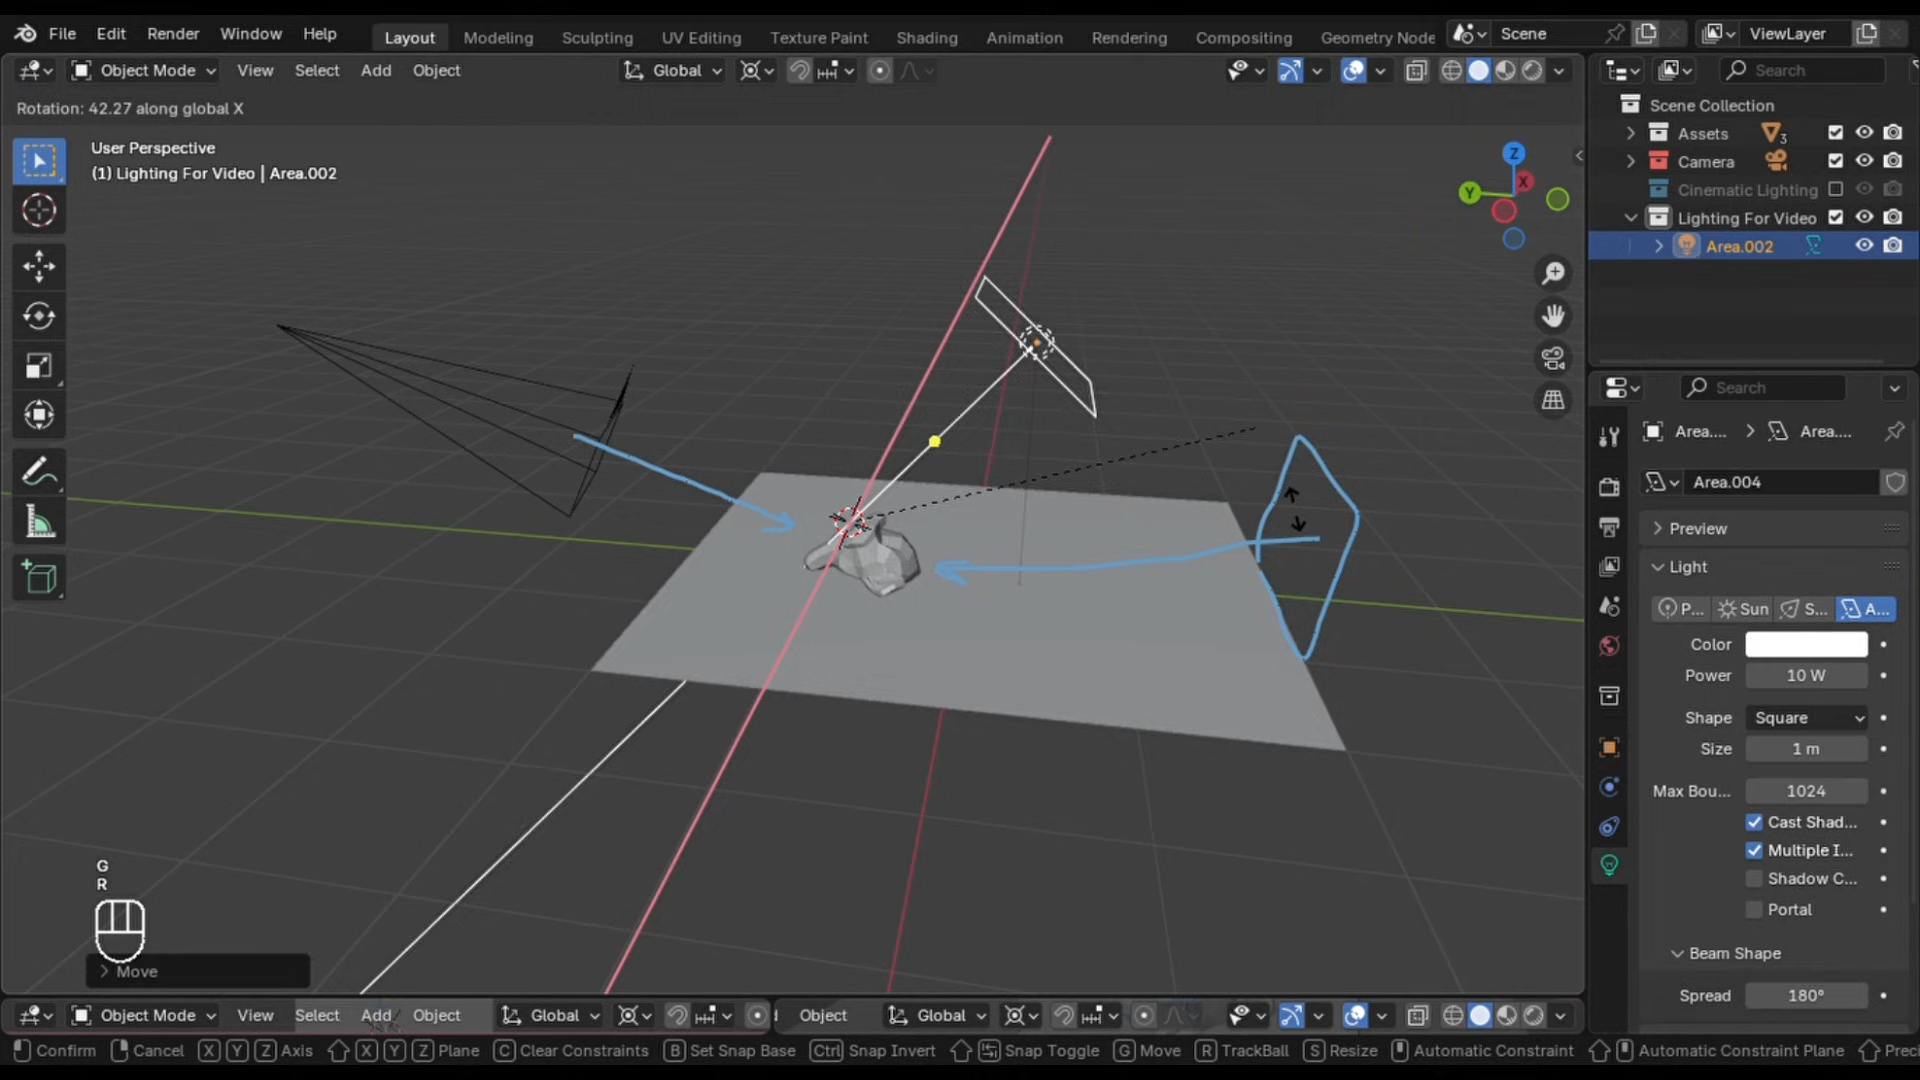 File Edit Render Window Help Layout Modeling Sculpting UV Editing Texture Paint Shading Animation Rendering Compositing Geometry Node Scene ViewLayer
Object Mode View Select Add Object Global Search
Rotation: 42.27 along global X
Scene Collection
Assets 3
User Perspective
(1) Lighting For Video | Area.002
Camera
Cinematic Lighting
Lighting For Video
Area.002
Z
X
Y
Search
Area.... > Area....
Area.004
Preview
Light
P... Sun S... A...
Color
Power 10 W
Shape Square
Size 1 m
Max Bou... 1024
Cast Shad...
Multiple I...
Shadow C...
Portal
Beam Shape
Spread 180°
G
R
Move
Object Mode View Select Add Object Global Object Global
Confirm Cancel X Y Z Axis X Y Z Plane C Clear Constraints B Set Snap Base Ctrl Snap Invert Snap Toggle G Move R TrackBall S Resize Automatic Constraint Automatic Constraint Plane Preci